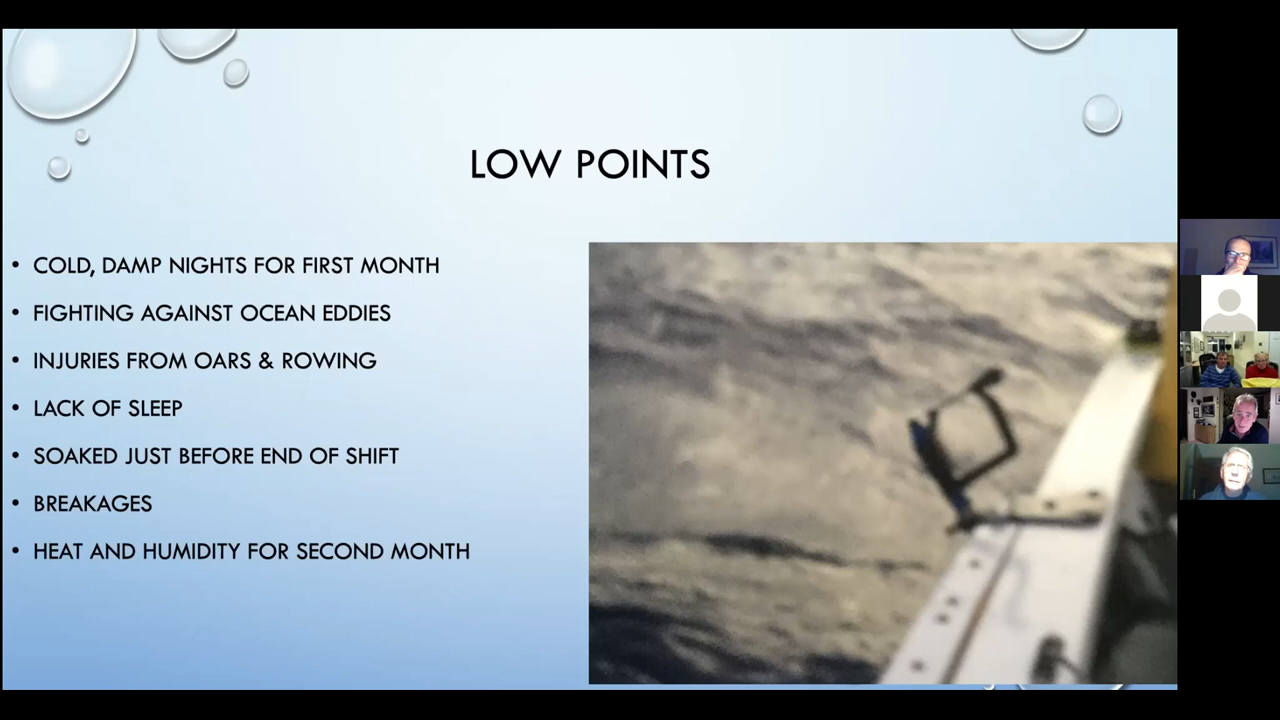 LOW POINTS
• COLD, DAMP NIGHTS FOR FIRST MONTH
• FIGHTING AGAINST OCEAN EDDIES
• INJURIES FROM OARS & ROWING
• LACK OF SLEEP
• SOAKED JUST BEFORE END OF SHIFT
• BREAKAGES
• HEAT AND HUMIDITY FOR SECOND MONTH